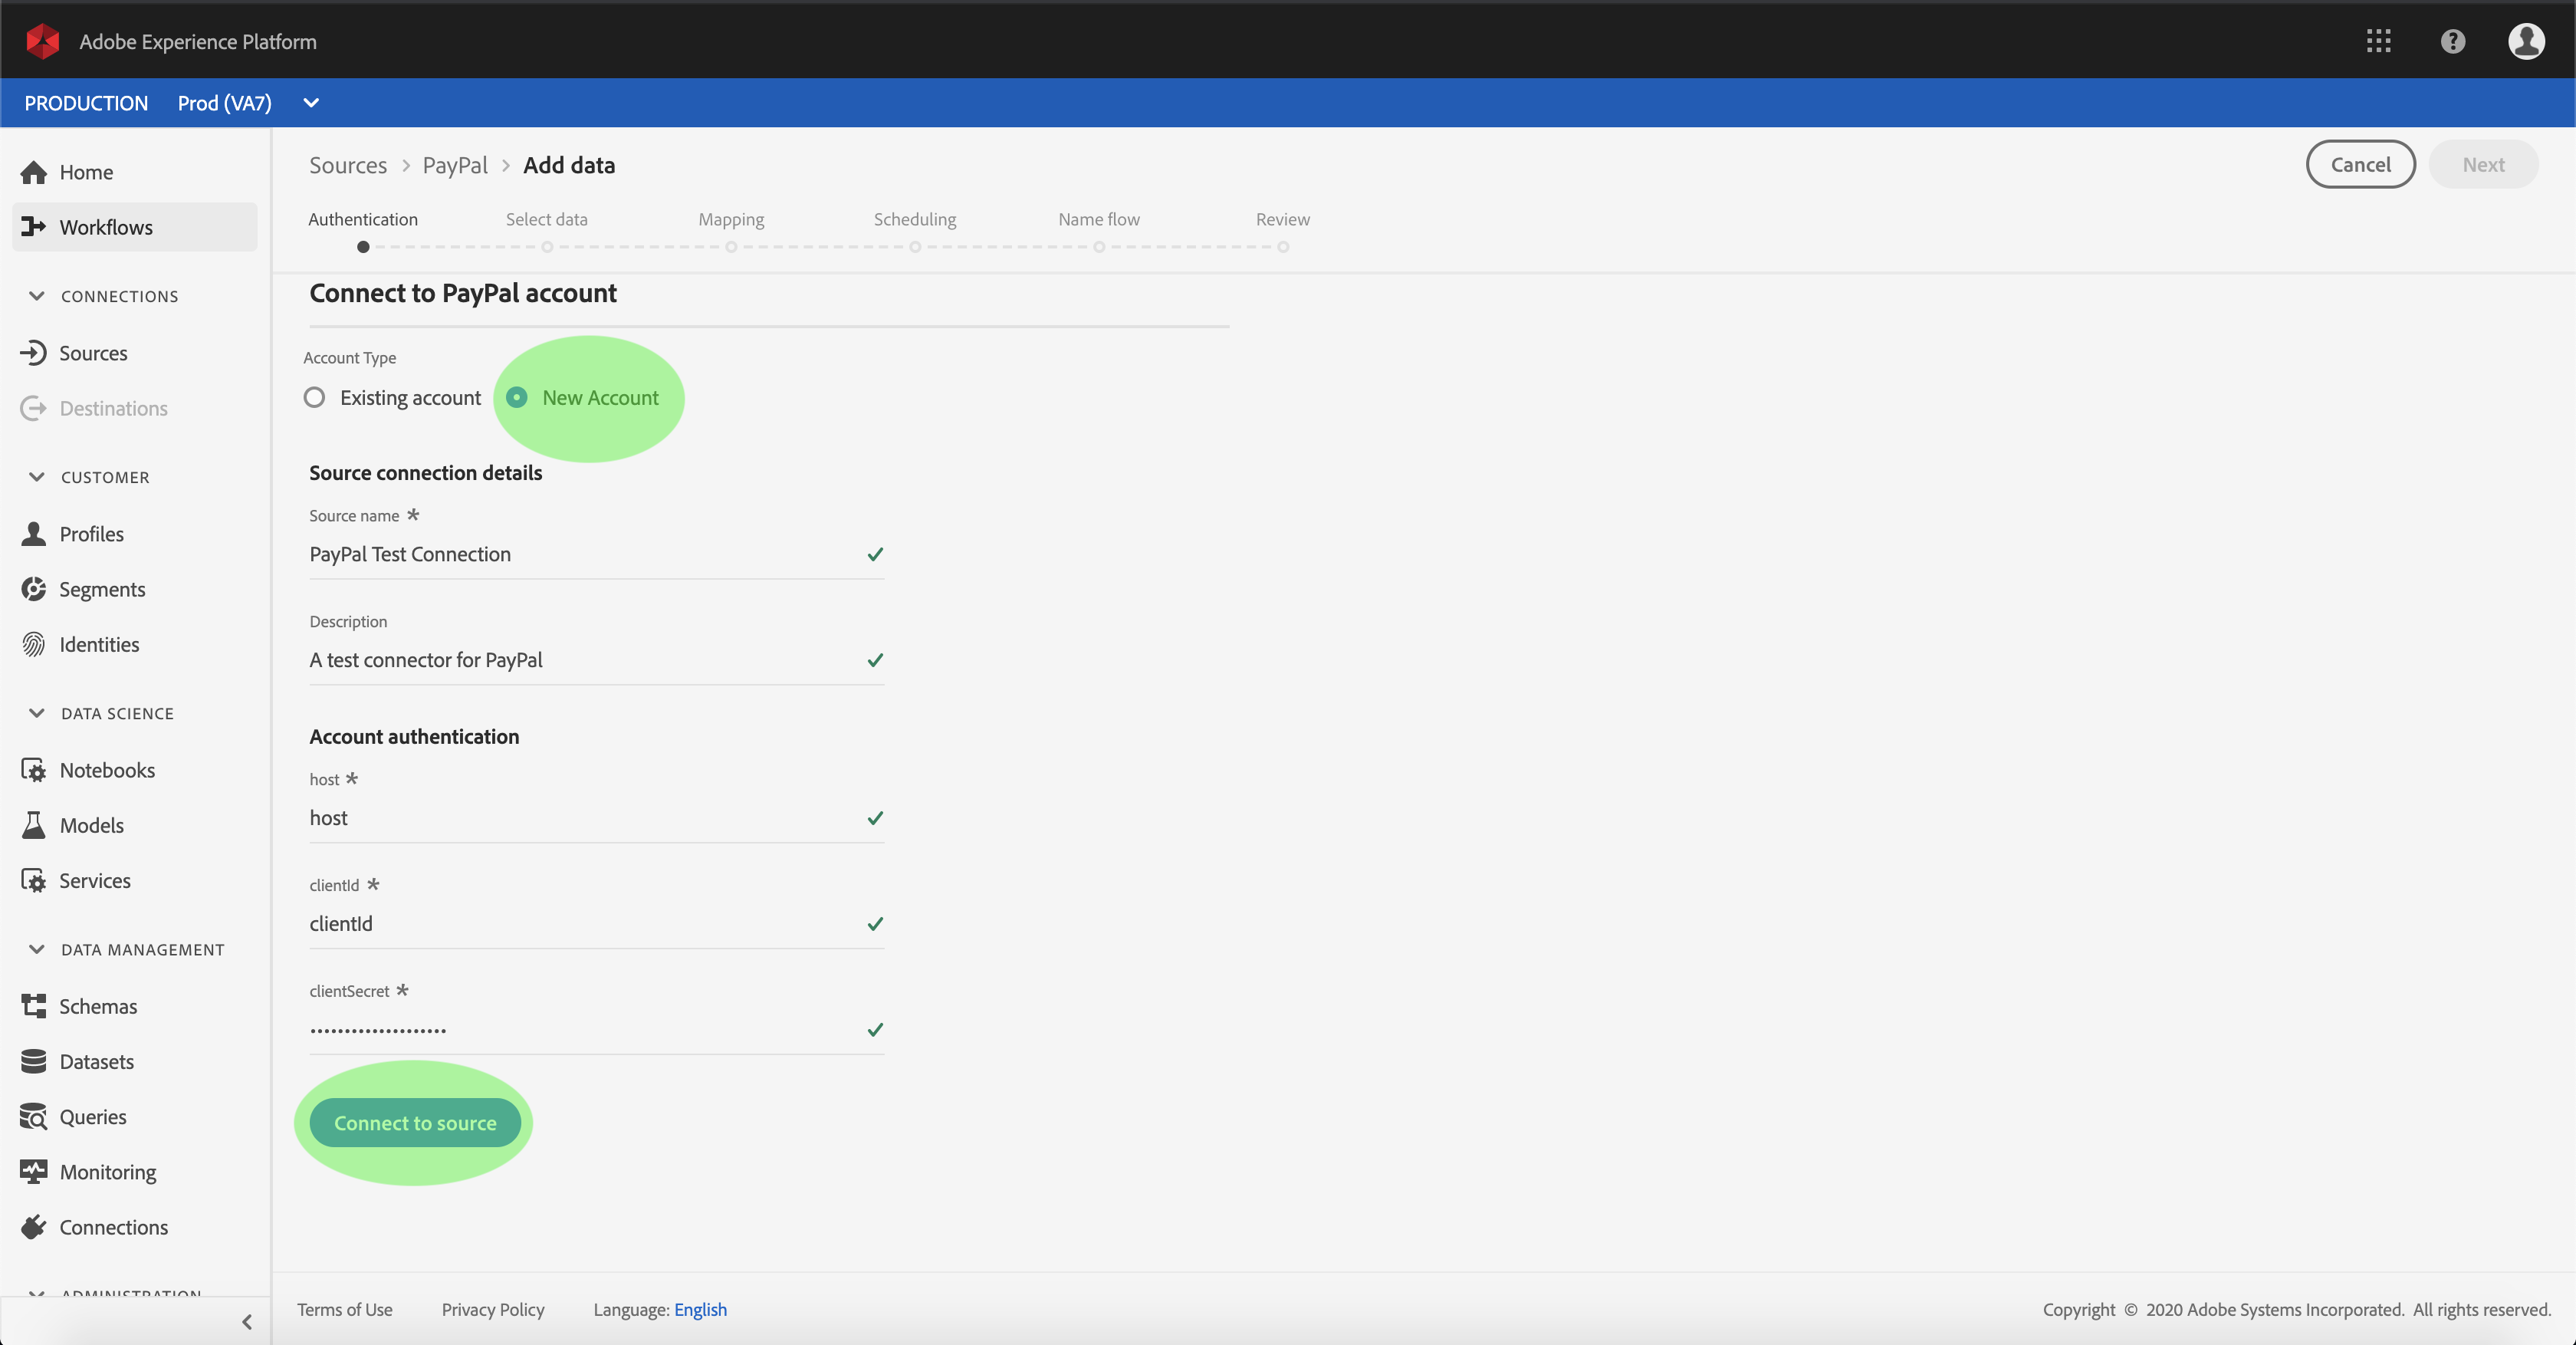 Adobe Experience Platform
PRODUCTION Prod (VA7)
Home
Workflows
CONNECTIONS
Sources
Destinations
CUSTOMER
Profiles
Segments
Identities
DATA SCIENCE
Notebooks
Models
Services
DATA MANAGEMENT
Schemas
Datasets
Queries
Monitoring
Connections
ADMINISTRATION
Sources > PayPal > Add data
Cancel Next
Authentication Select data Mapping Scheduling Name flow Review
Connect to PayPal account
Account Type
Existing account New Account
Source connection details
Source name *
PayPal Test Connection
Description
A test connector for PayPal
Account authentication
host *
host
clientId *
clientId
clientSecret *
••••••••••••••••••••
Connect to source
Terms of Use Privacy Policy Language: English
Copyright © 2020 Adobe Systems Incorporated. All rights reserved.